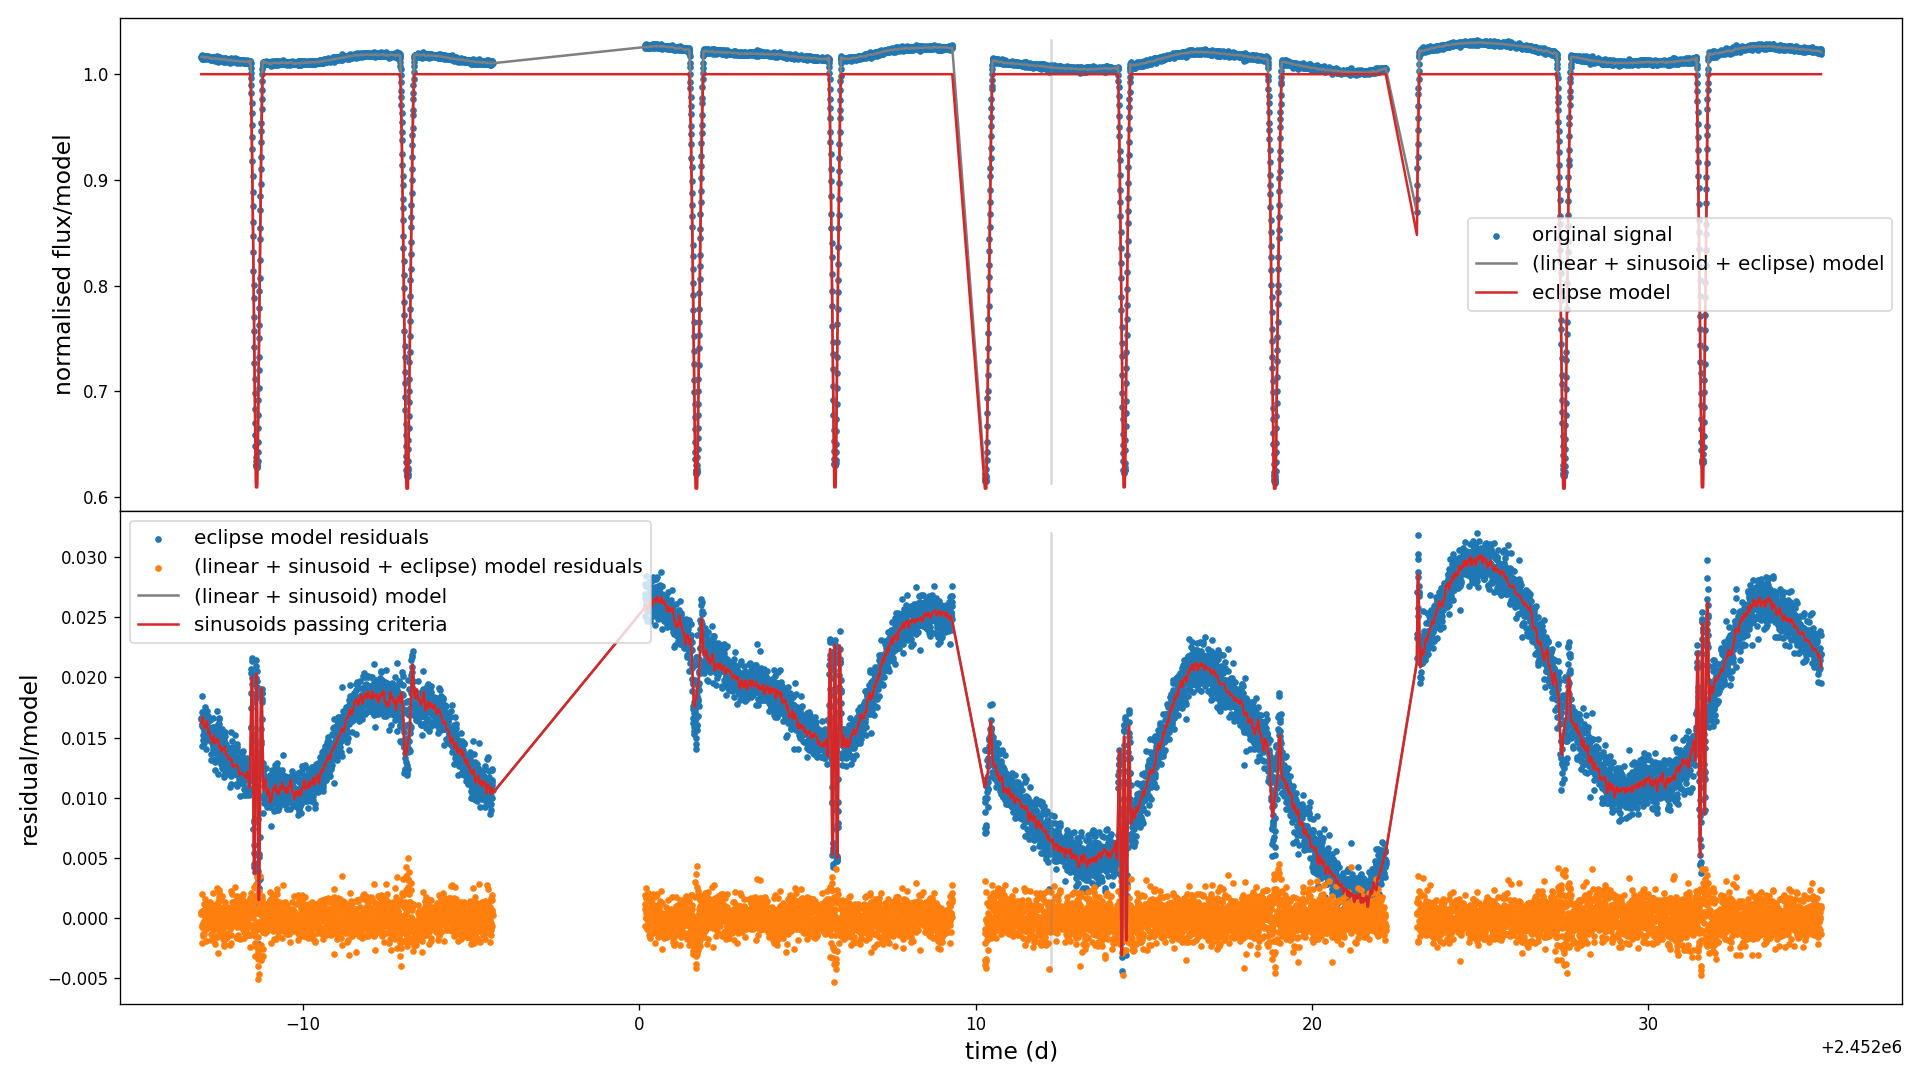 normalised flux/model
1.0
0.9
0.8
0.7
0.6
original signal
(linear + sinusoid + eclipse) model
eclipse model
residual/model
0.030
0.025
0.020
0.015
0.010
0.005
0.000
−0.005
eclipse model residuals
(linear + sinusoid + eclipse) model residuals
(linear + sinusoid) model
sinusoids passing criteria
−10
0
10
20
30
time (d)
+2.452e6